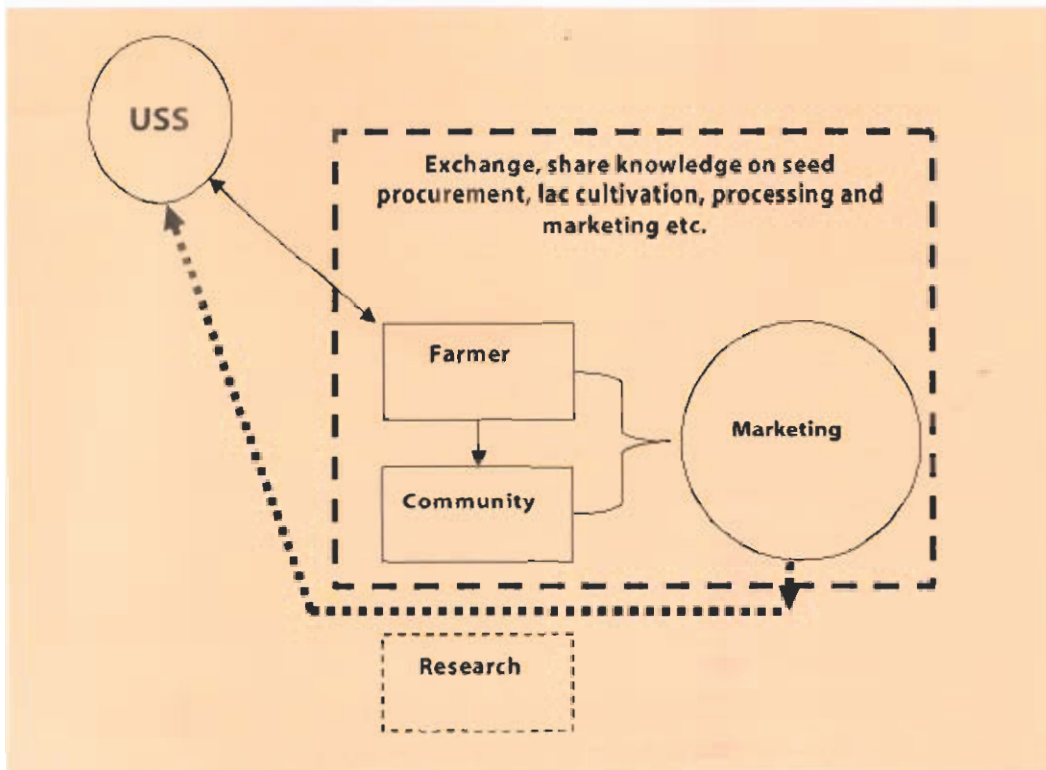 USS
Exchange, share knowledge on seed
procurement, lac cultivation, processing and
marketing etc.
Farmer
Marketing
Community
Research